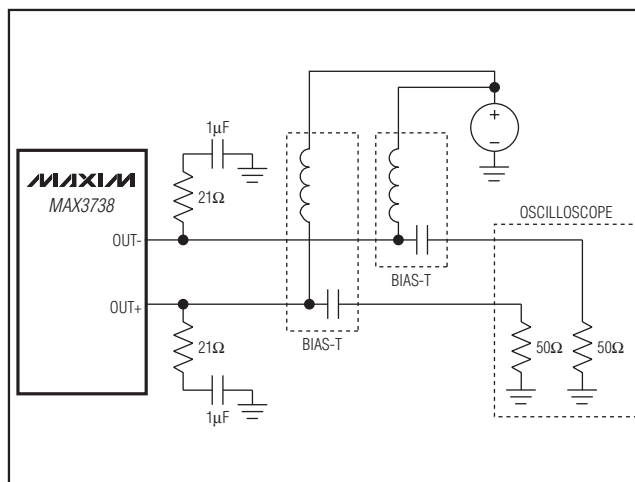 1μF
MAXIM
MAX3738
21Ω
+
−
OUT-
OSCILLOSCOPE
BIAS-T
OUT+
21Ω
BIAS-T
50Ω
50Ω
1μF